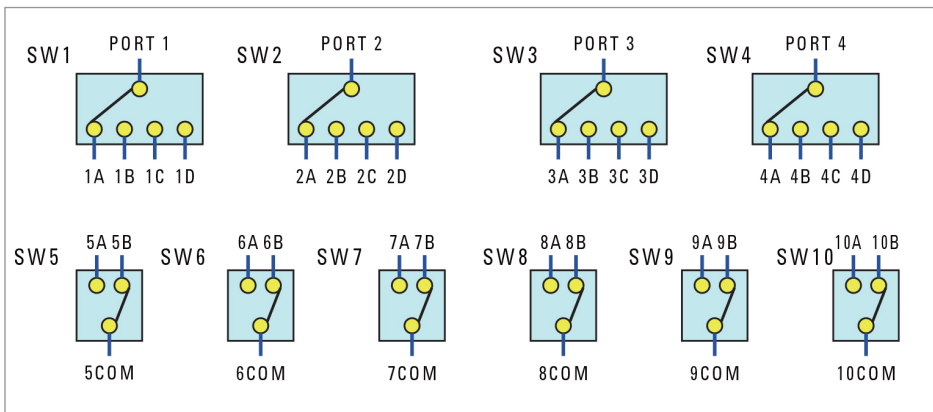 SW1 PORT 1 SW2 PORT 2 SW3 PORT 3 SW4 PORT 4
1A 1B 1C 1D 2A 2B 2C 2D 3A 3B 3C 3D 4A 4B 4C 4D
SW5 5A 5B SW6 6A 6B SW7 7A 7B SW8 8A 8B SW9 9A 9B SW10 10A 10B
5COM 6COM 7COM 8COM 9COM 10COM